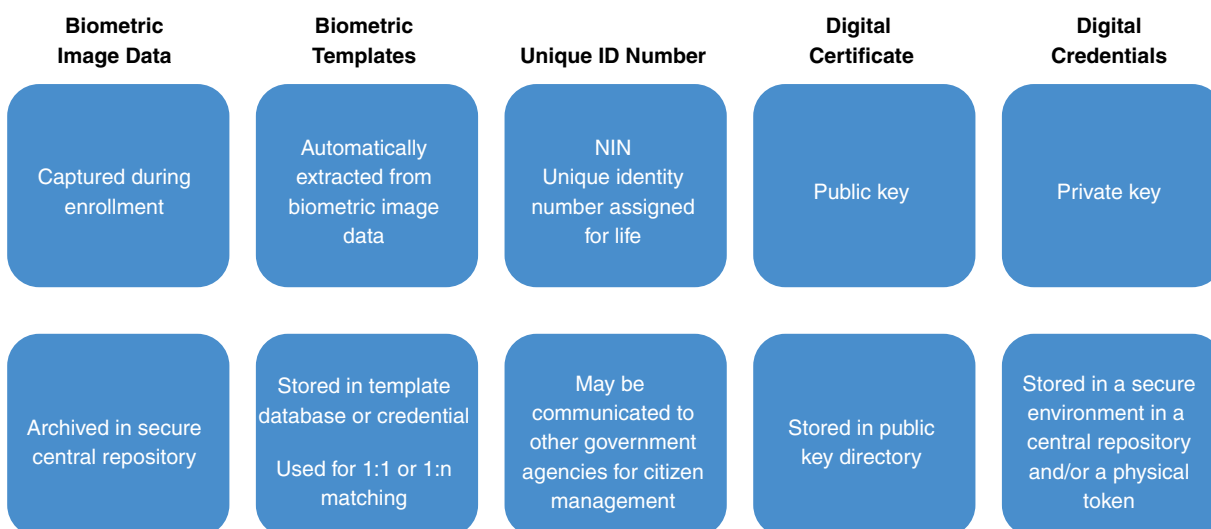 Biometric
Image Data
Biometric
Templates
Unique ID Number
Digital
Certificate
Digital
Credentials
Captured during
enrollment
Automatically
extracted from
biometric image
data
NIN
Unique identity
number assigned
for life
Public key
Private key
Archived in secure
central repository
Stored in template
database or credential
Used for 1:1 or 1:n
matching
May be
communicated to
other government
agencies for citizen
management
Stored in public
key directory
Stored in a secure
environment in a
central repository
and/or a physical
token